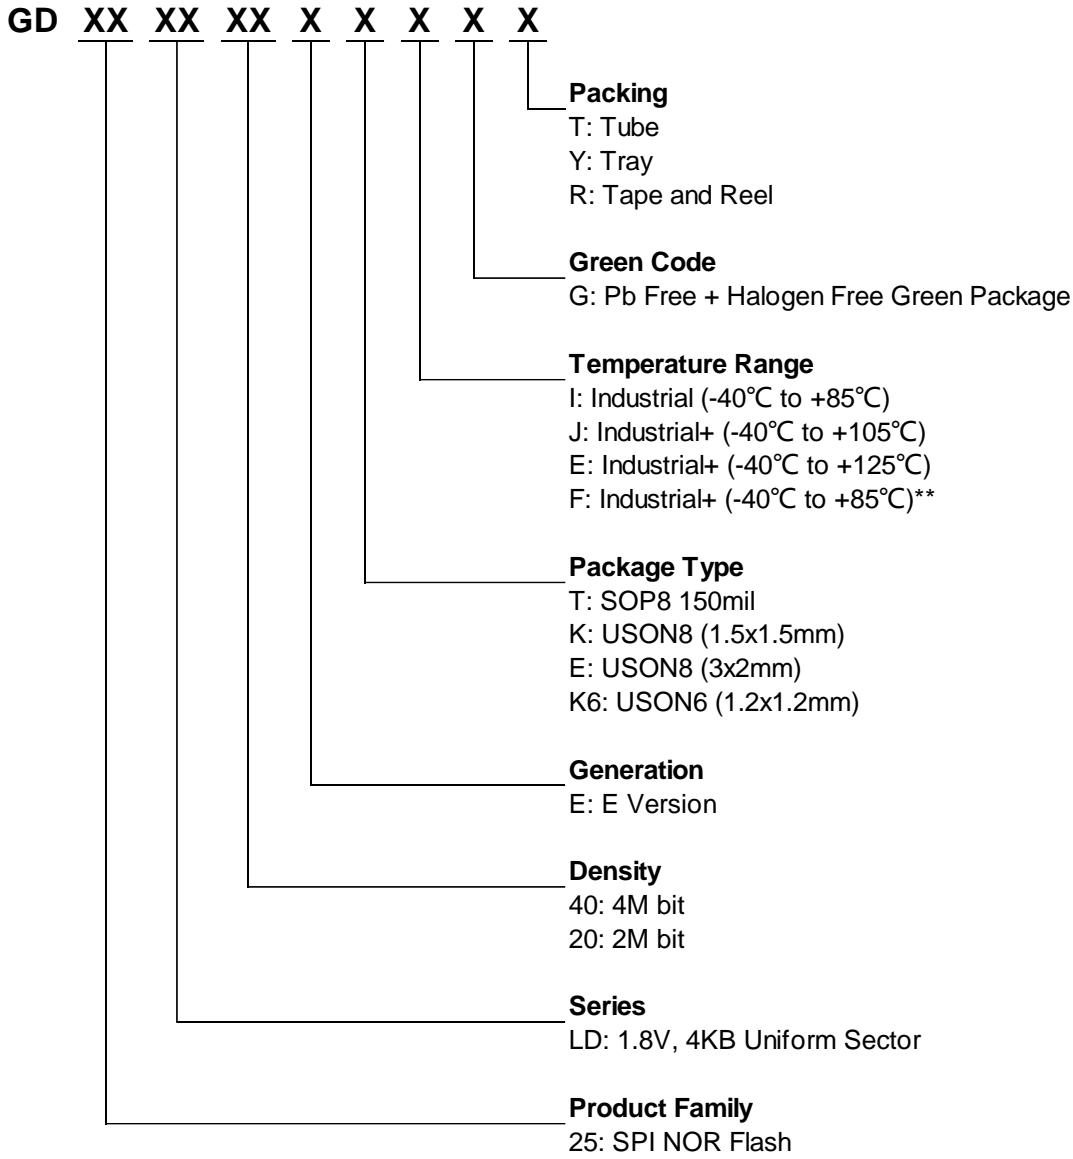 GD XX XX XX X X X X X
Packing
T: Tube
Y: Tray
R: Tape and Reel
Green Code
G: Pb Free + Halogen Free Green Package
Temperature Range
I: Industrial (-40℃ to +85℃)
J: Industrial+ (-40℃ to +105℃)
E: Industrial+ (-40℃ to +125℃)
F: Industrial+ (-40℃ to +85℃)**
Package Type
T: SOP8 150mil
K: USON8 (1.5x1.5mm)
E: USON8 (3x2mm)
K6: USON6 (1.2x1.2mm)
Generation
E: E Version
Density
40: 4M bit
20: 2M bit
Series
LD: 1.8V, 4KB Uniform Sector
Product Family
25: SPI NOR Flash